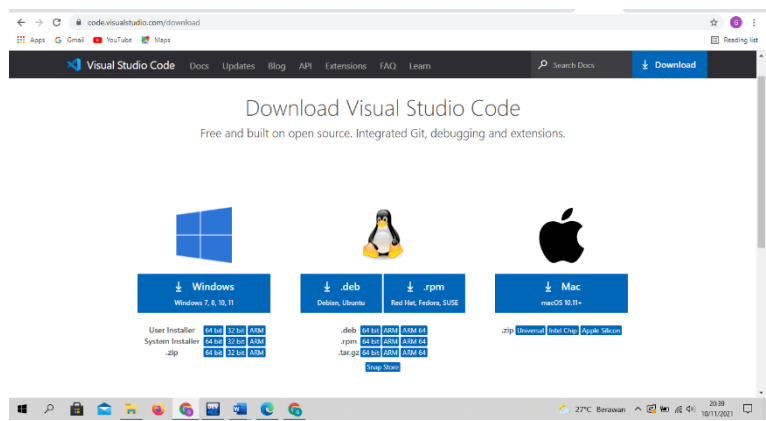 code.visualstudio.com/download
G
Apps G Gmail YouTube Maps Reading list
Visual Studio Code Docs Updates Blog API Extensions FAQ Learn Search Docs Download
Download Visual Studio Code
Free and built on open source. Integrated Git, debugging and extensions.
Windows
Windows 7, 8, 10, 11
.deb
Debian, Ubuntu
.rpm
Red Hat, Fedora, SUSE
Mac
macOS 10.11+
User Installer 64 bit 32 bit ARM
System Installer 64 bit 32 bit ARM
.zip 64 bit 32 bit ARM
.deb 64 bit ARM ARM 64
.rpm 64 bit ARM ARM 64
.tar.gz 64 bit ARM ARM 64
Snap Store
.zip Universal Intel Chip Apple Silicon
27°C Berawan
20:39
10/11/2021